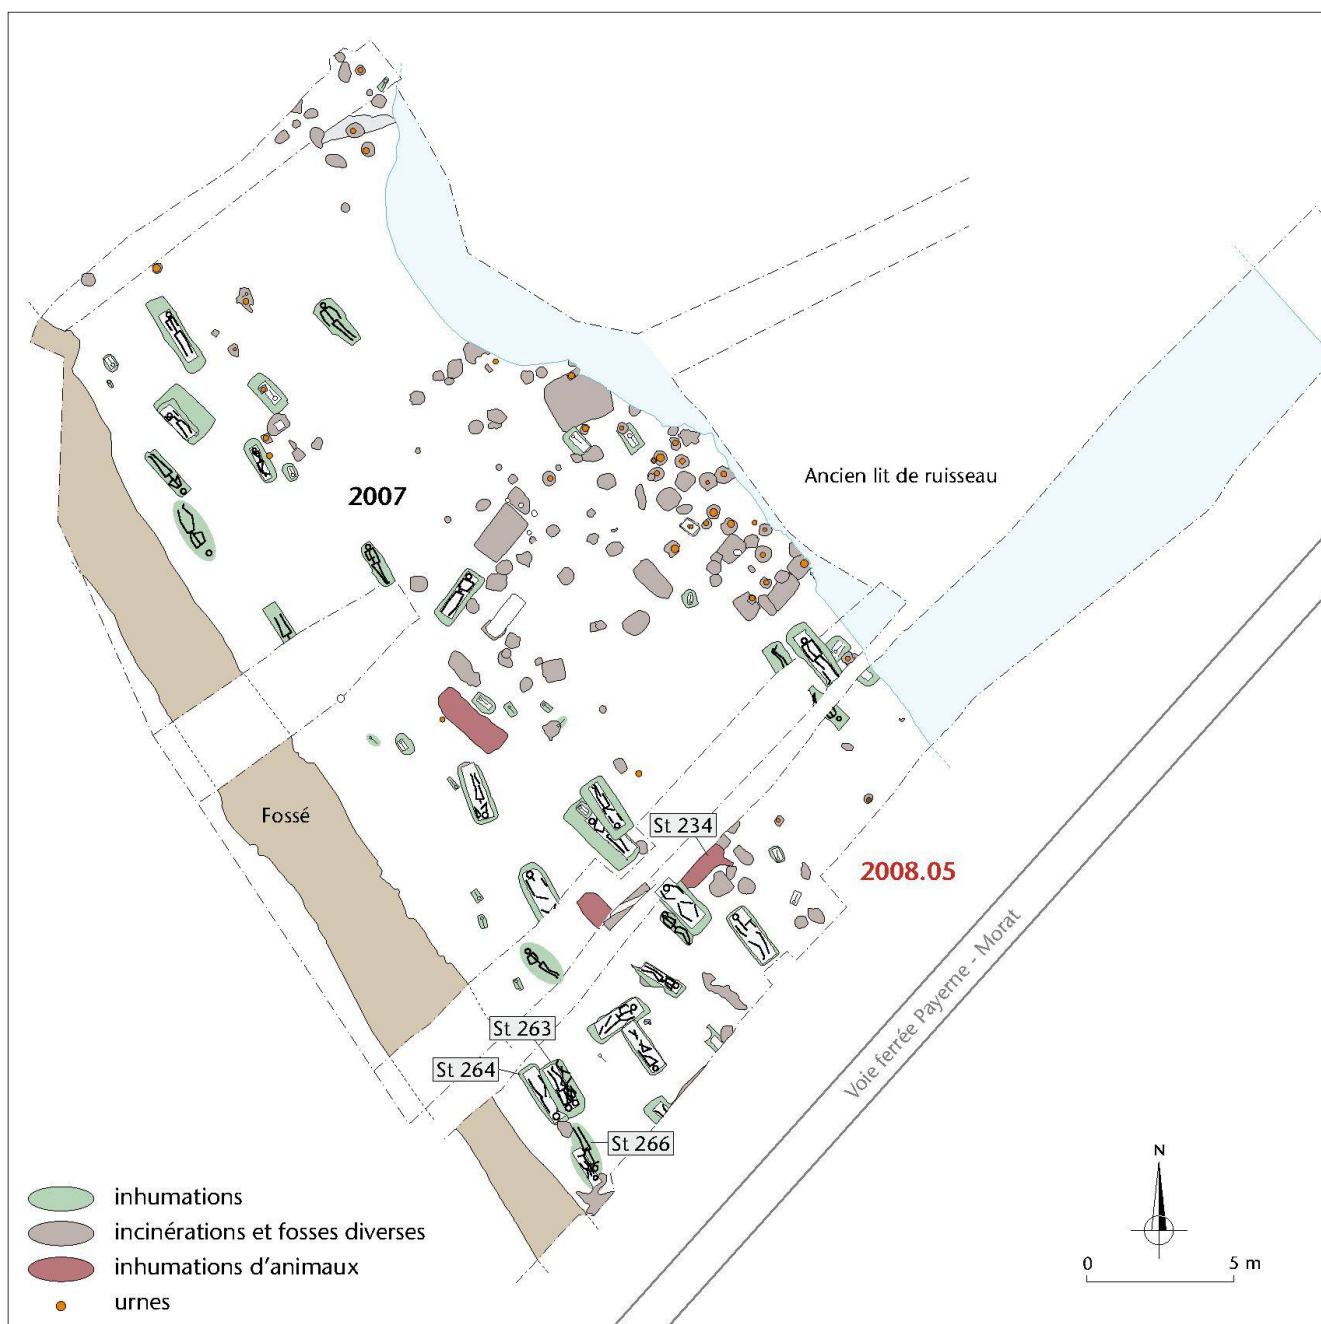 2007
Ancien lit de ruisseau
Fossé
St 234
2008.05
Voie ferrée Payerne - Morat
St 263
St 264
St 266
inhumations
incinérations et fosses diverses
inhumations d'animaux
urnes
N
0 5 m